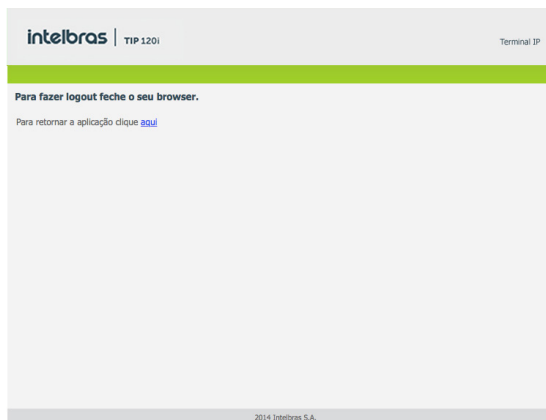 intelbras | TIP 120i
Terminal IP
Para fazer logout feche o seu browser.
Para retornar a aplicação clique aqui
2014 Intelbras S.A.